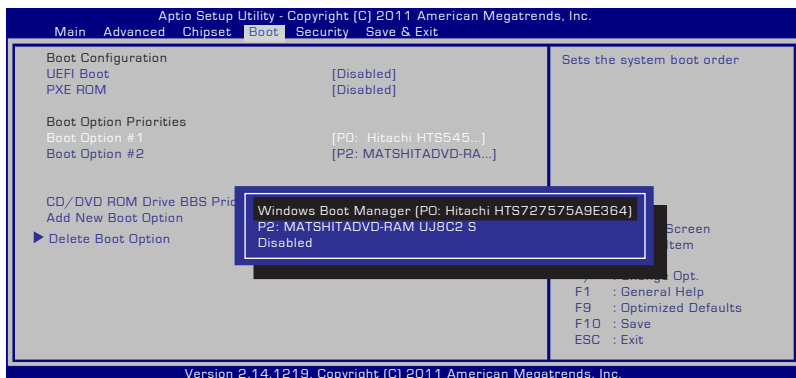 Aptio Setup Utility - Copyright (C) 2011 American Megatrends, Inc.
Main Advanced Chipset Boot Security Save & Exit
Boot Configuration
UEFI Boot [Disabled]
PXE ROM [Disabled]
Boot Option Priorities
Boot Option #1 [P0: Hitachi HTS545...]
Boot Option #2 [P2: MATSHITADVD-RA...]
CD/DVD ROM Drive BBS
Add New Boot Option
Delete Boot Option
Windows Boot Manager (P0: Hitachi HTS727575A9E364)
P2: MATSHITADVD-RAM UJ8C2 S
Disabled
Sets the system boot order
Screen
Item
Opt.
F1 : General Help
F9 : Optimized Defaults
F10 : Save
ESC : Exit
Version 2.14.1219. Copyright (C) 2011 American Megatrends, Inc.